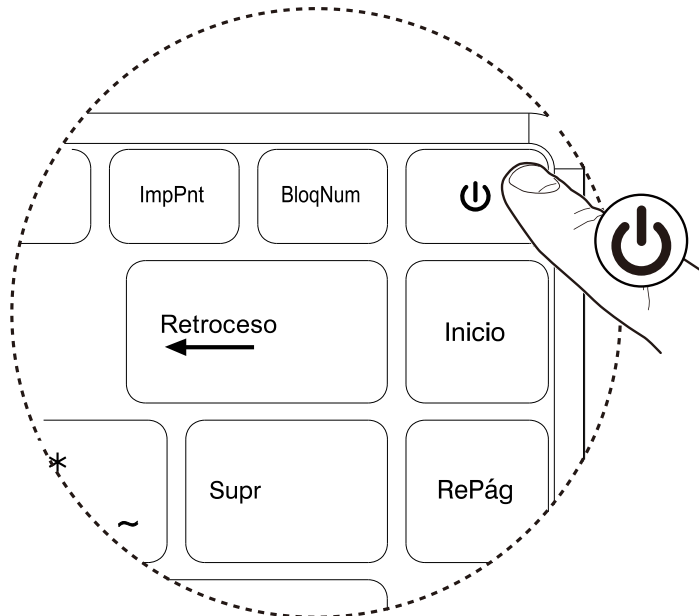 ImpPnt
BloqNum
Retroceso
Inicio
*
~
Supr
RePág